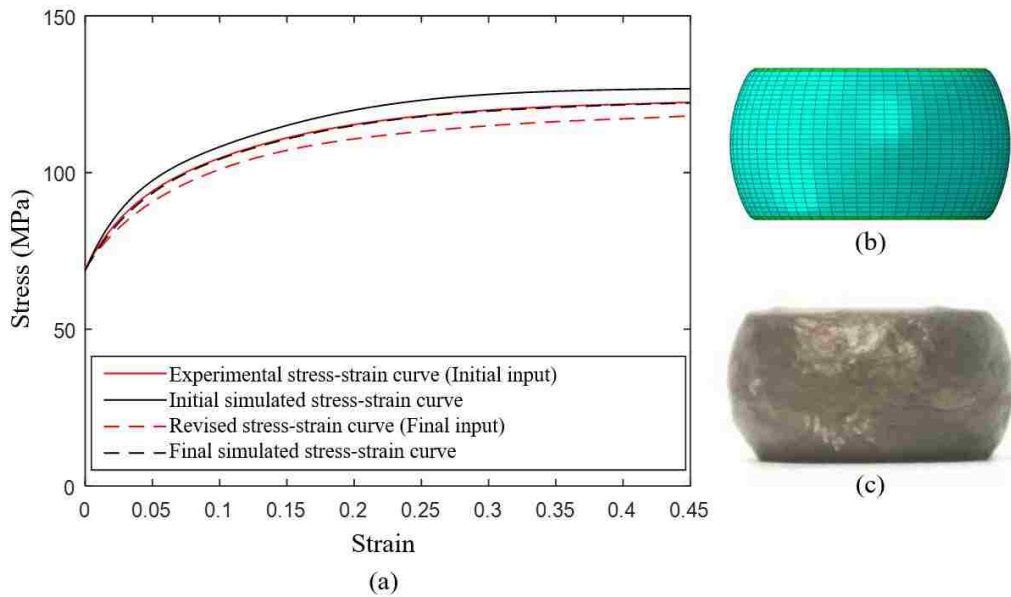 150
100
50
0
Stress (MPa)
Experimental stress-strain curve (Initial input)
Initial simulated stress-strain curve
Revised stress-strain curve (Final input)
Final simulated stress-strain curve
0 0.05 0.1 0.15 0.2 0.25 0.3 0.35 0.4 0.45
Strain
(a)
(b)
(c)